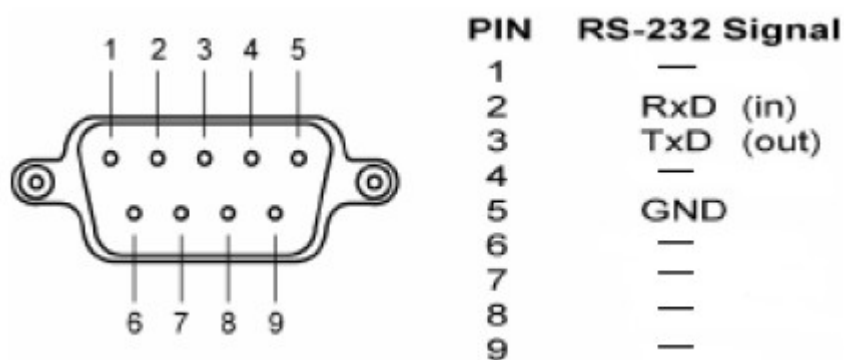 1 2 3 4 5
6 7 8 9
PIN RS-232 Signal
1 —
2 RxD (in)
3 TxD (out)
4 —
5 GND
6 —
7 —
8 —
9 —